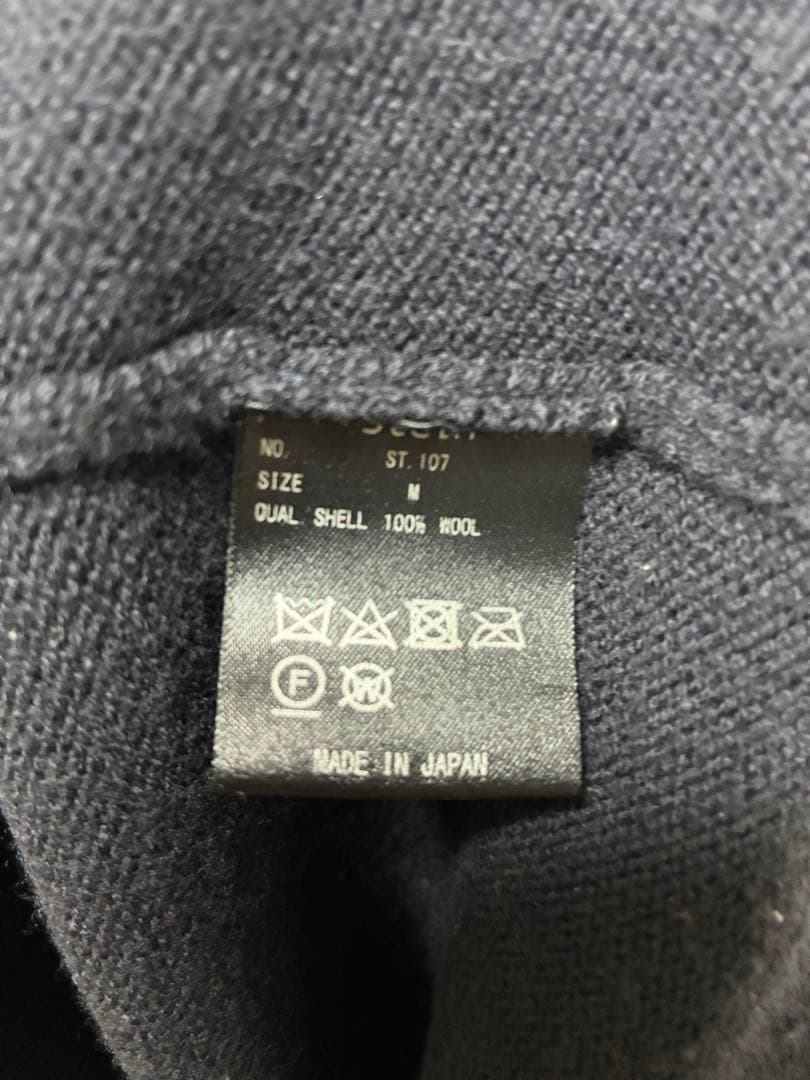 NO. ST.107
SIZE M
QUAL SHELL 100% WOOL
F W
MADE IN JAPAN